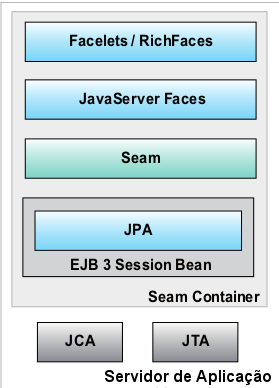 Facelets / RichFaces
JavaServer Faces
Seam
JPA
EJB 3 Session Bean
Seam Container
JCA
JTA
Servidor de Aplicação